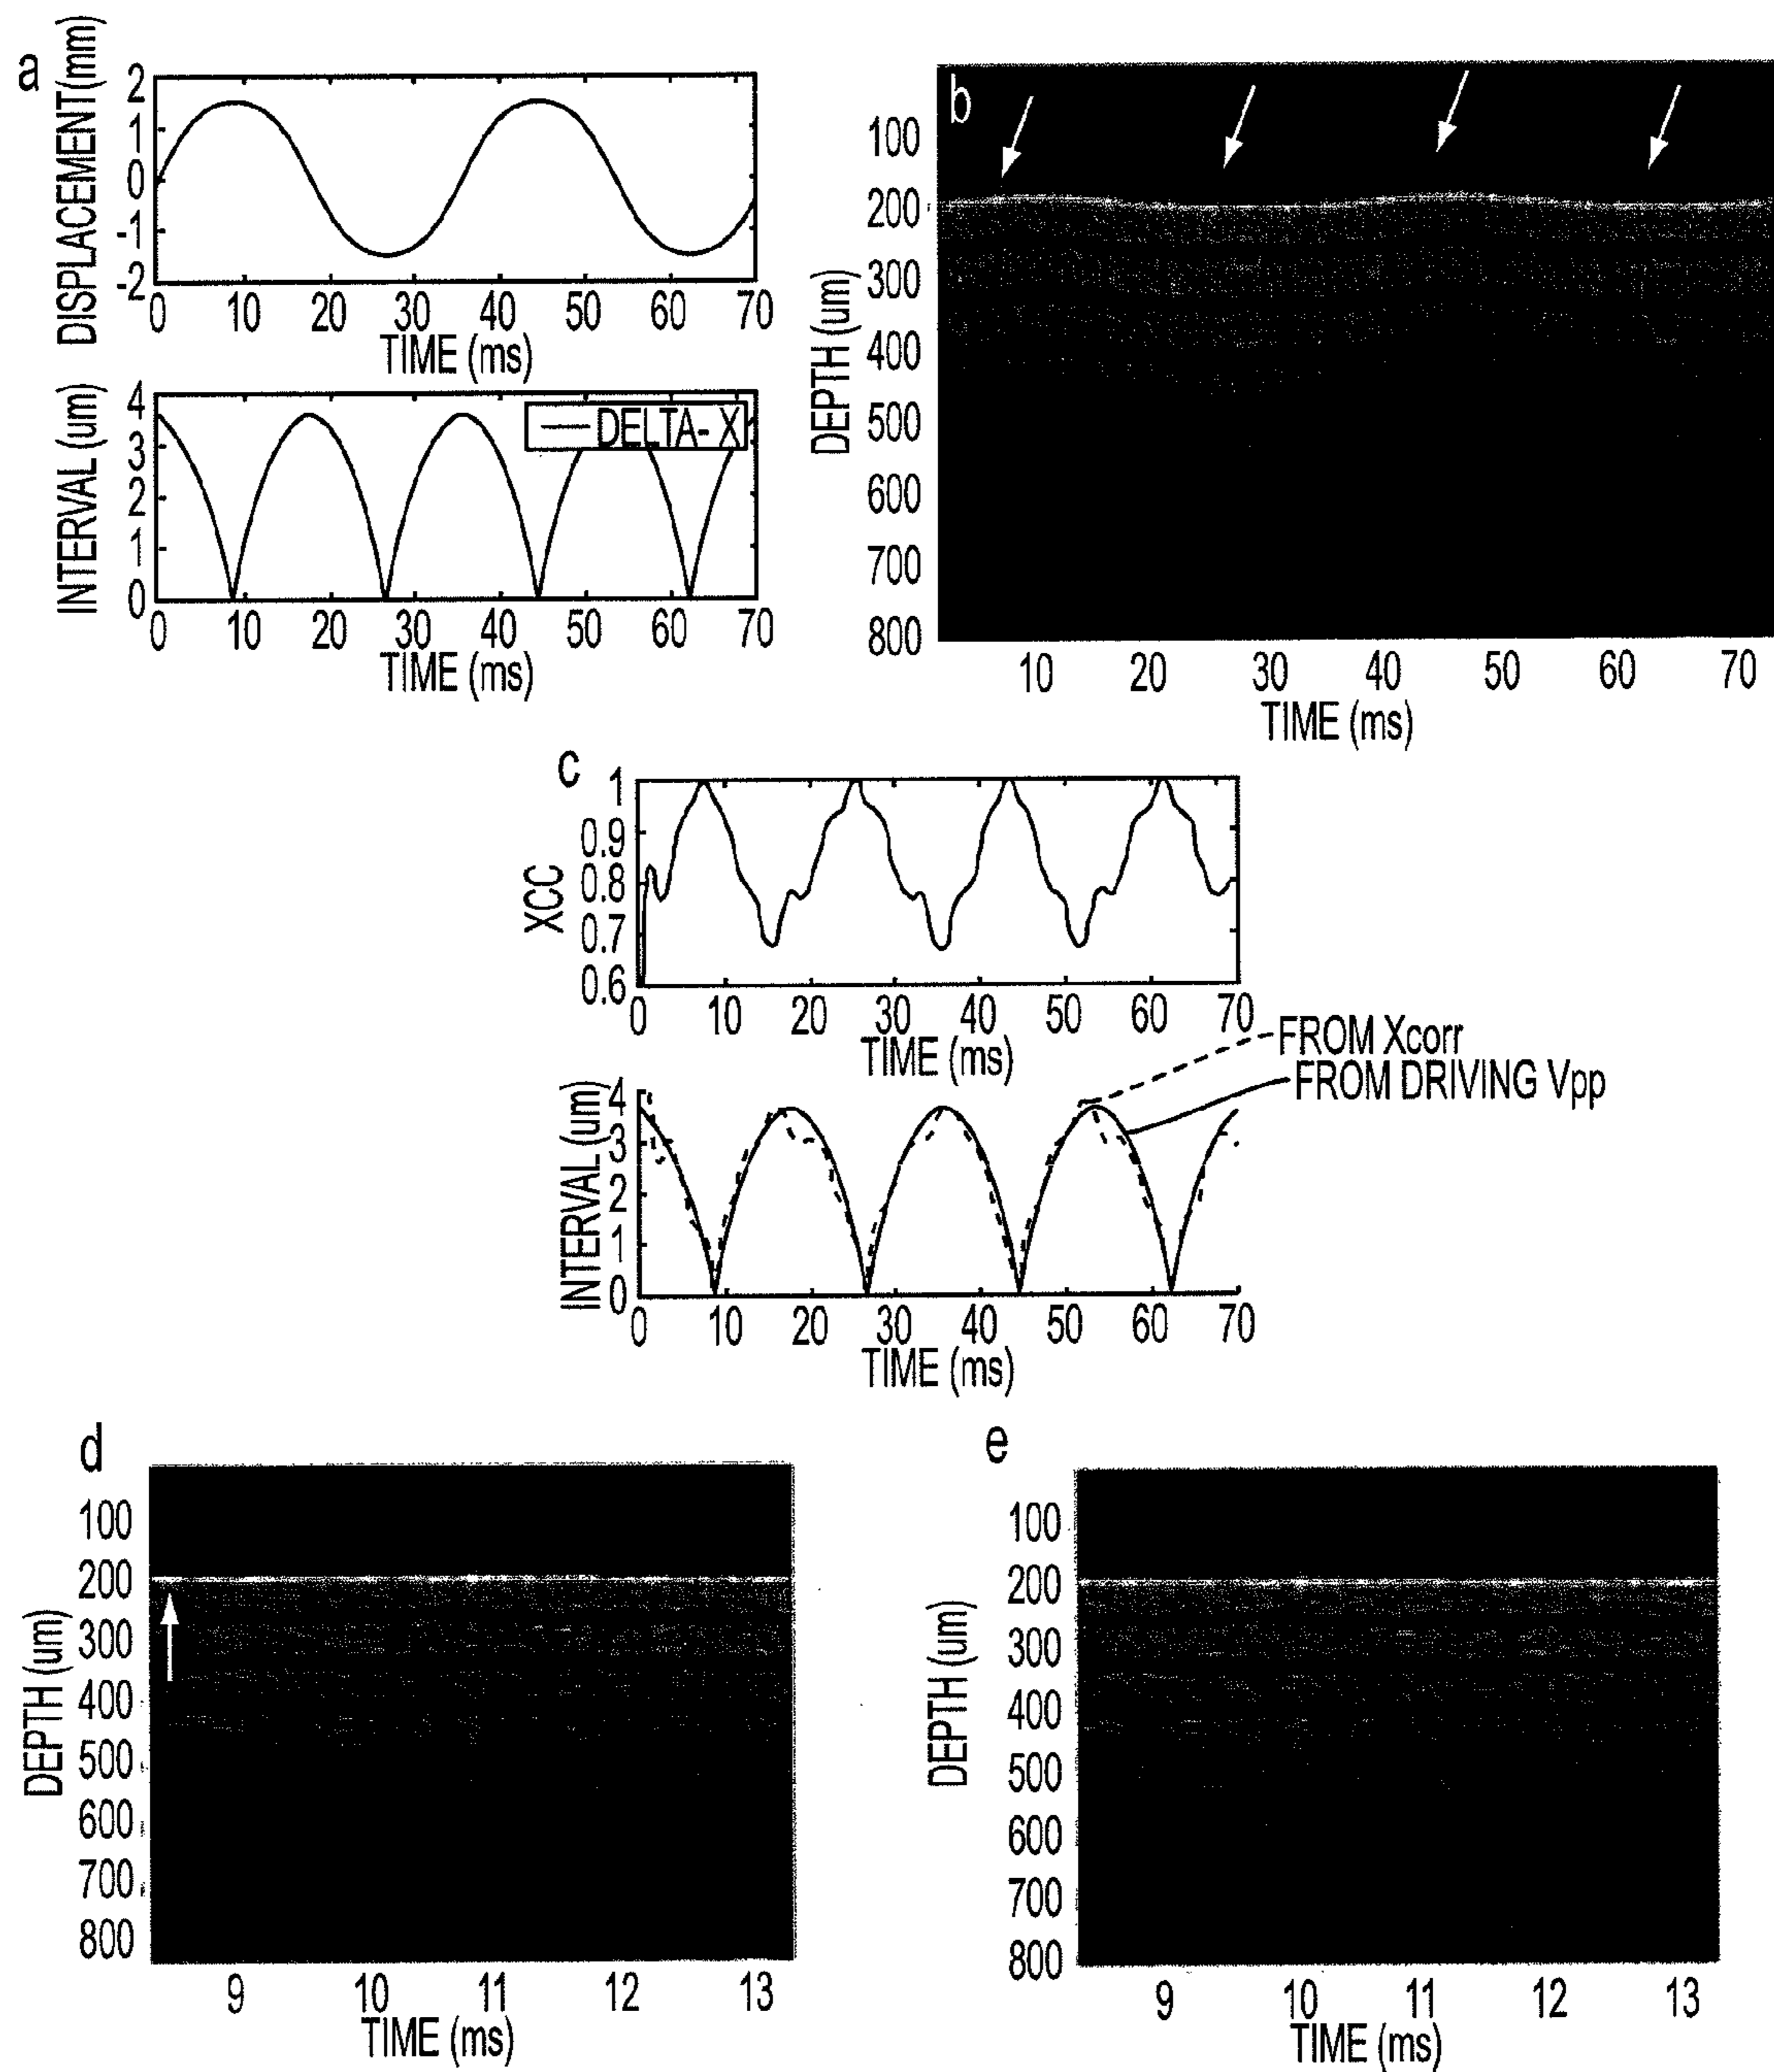 a
DISPLACEMENT(mm)
2
1
0
-1
-2
0 10 20 30 40 50 60 70
TIME (ms)
INTERVAL (um)
4
3
2
1
0
DELTA- X
0 10 20 30 40 50 60 70
TIME (ms)
b
DEPTH (um)
100
200
300
400
500
600
700
800
10 20 30 40 50 60 70
TIME (ms)
c
XCC
1
0.9
0.8
0.7
0.6
0 10 20 30 40 50 60 70
TIME (ms)
FROM Xcorr
FROM DRIVING Vpp
INTERVAL (um)
4
3
2
1
0
0 10 20 30 40 50 60 70
TIME (ms)
d
DEPTH (um)
100
200
300
400
500
600
700
800
9 10 11 12 13
TIME (ms)
e
DEPTH (um)
100
200
300
400
500
600
700
800
9 10 11 12 13
TIME (ms)